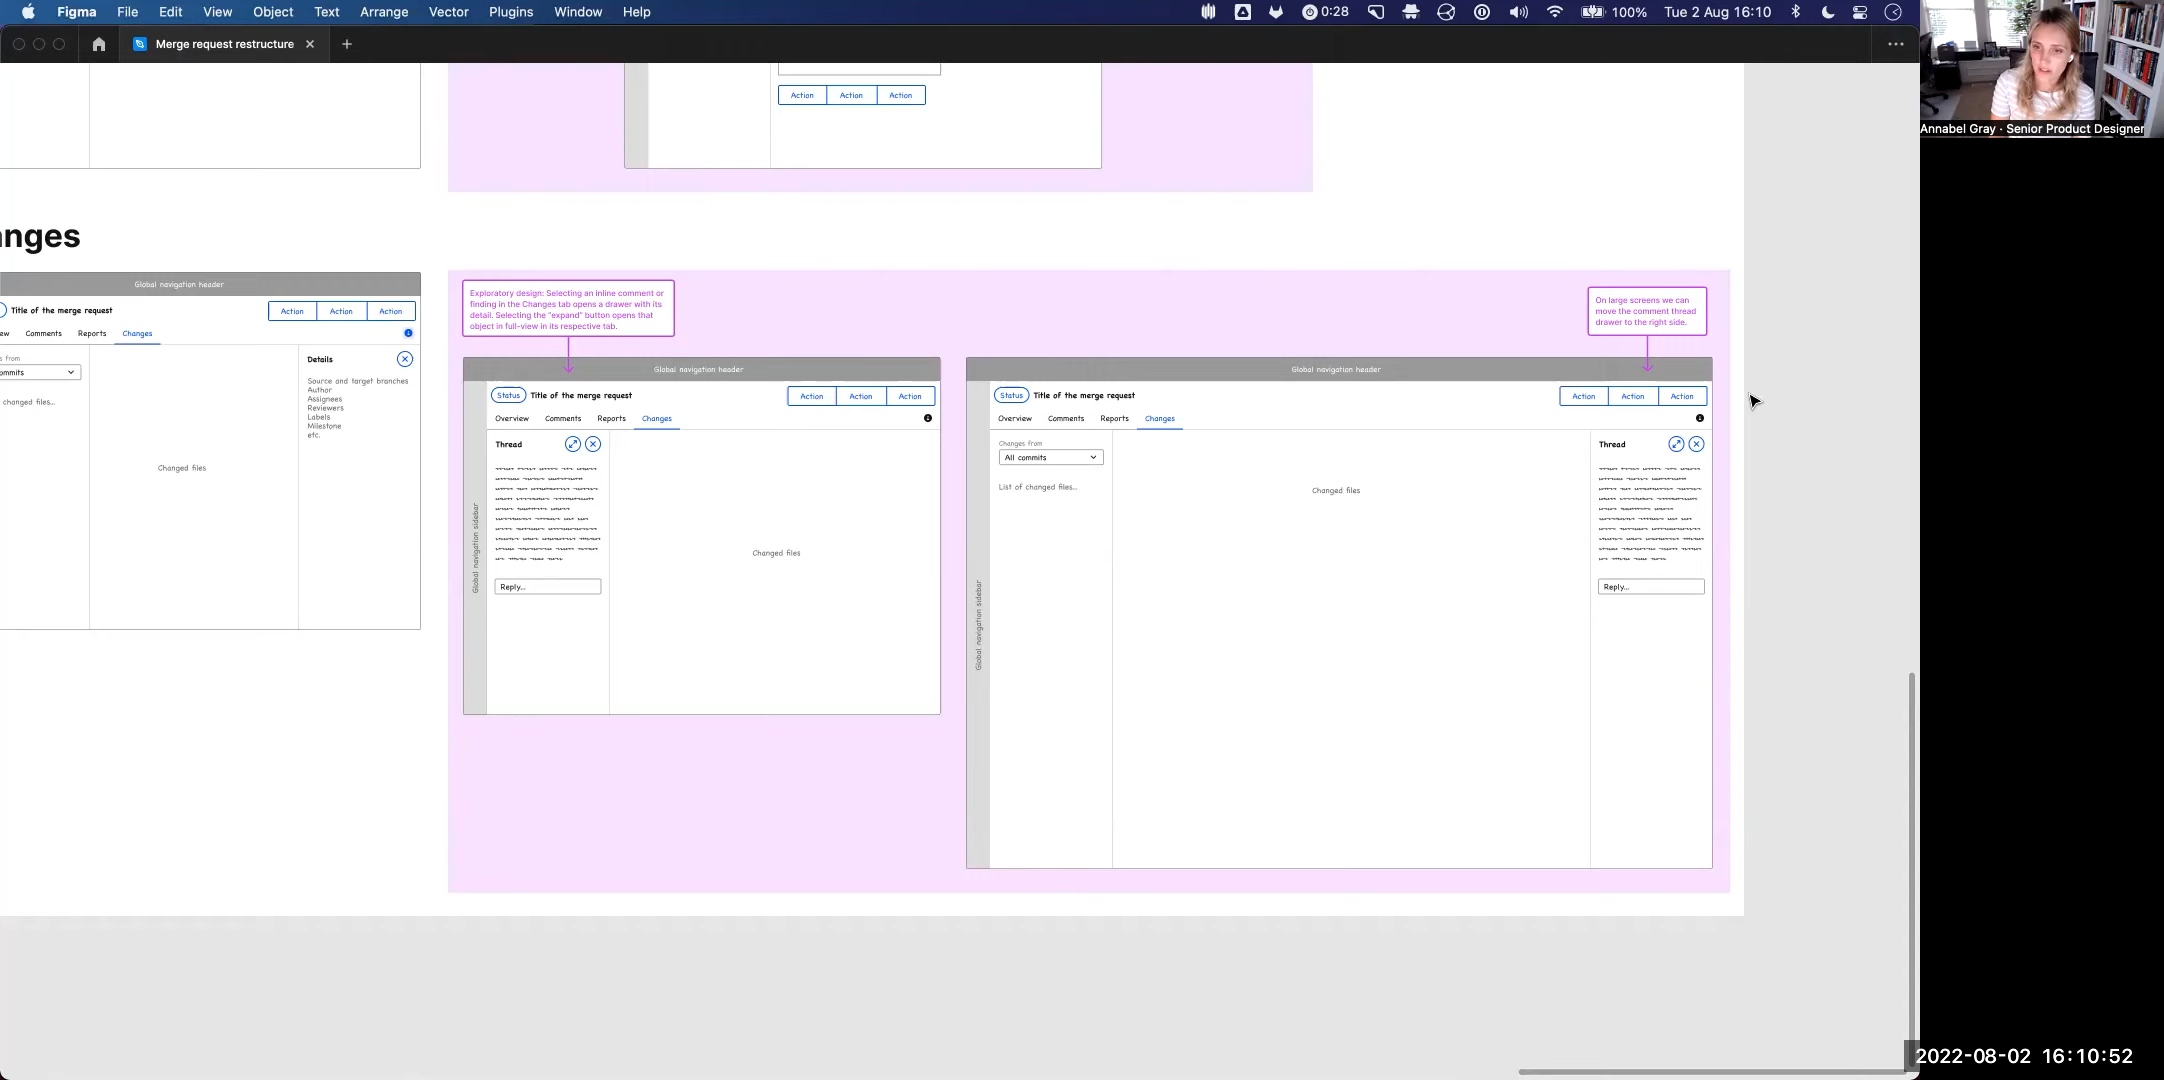 Figma File Edit View Object Text Arrange Vector Plugins Window Help
0:28 100% Tue 2 Aug 16:10
Merge request restructure
Annabel Gray · Senior Product Designer
Action Action Action
anges
Global navigation header
Title of the merge request
Action Action Action
ew Comments Reports Changes
s from
ommits
changed files...
Changed files
Details
Source and target branches
Author
Assignees
Reviewers
Labels
Milestone
etc.
Exploratory design: Selecting an inline comment or
finding in the Changes tab opens a drawer with its
detail. Selecting the "expand" button opens that
object in full-view in its respective tab.
Global navigation header
Status Title of the merge request
Action Action Action
Overview Comments Reports Changes
Thread
Reply...
Changed files
Global navigation sidebar
On large screens we can
move the comment thread
drawer to the right side.
Global navigation header
Status Title of the merge request
Action Action Action
Overview Comments Reports Changes
Changes from
All commits
List of changed files...
Changed files
Thread
Reply...
Global navigation sidebar
2022-08-02 16:10:52